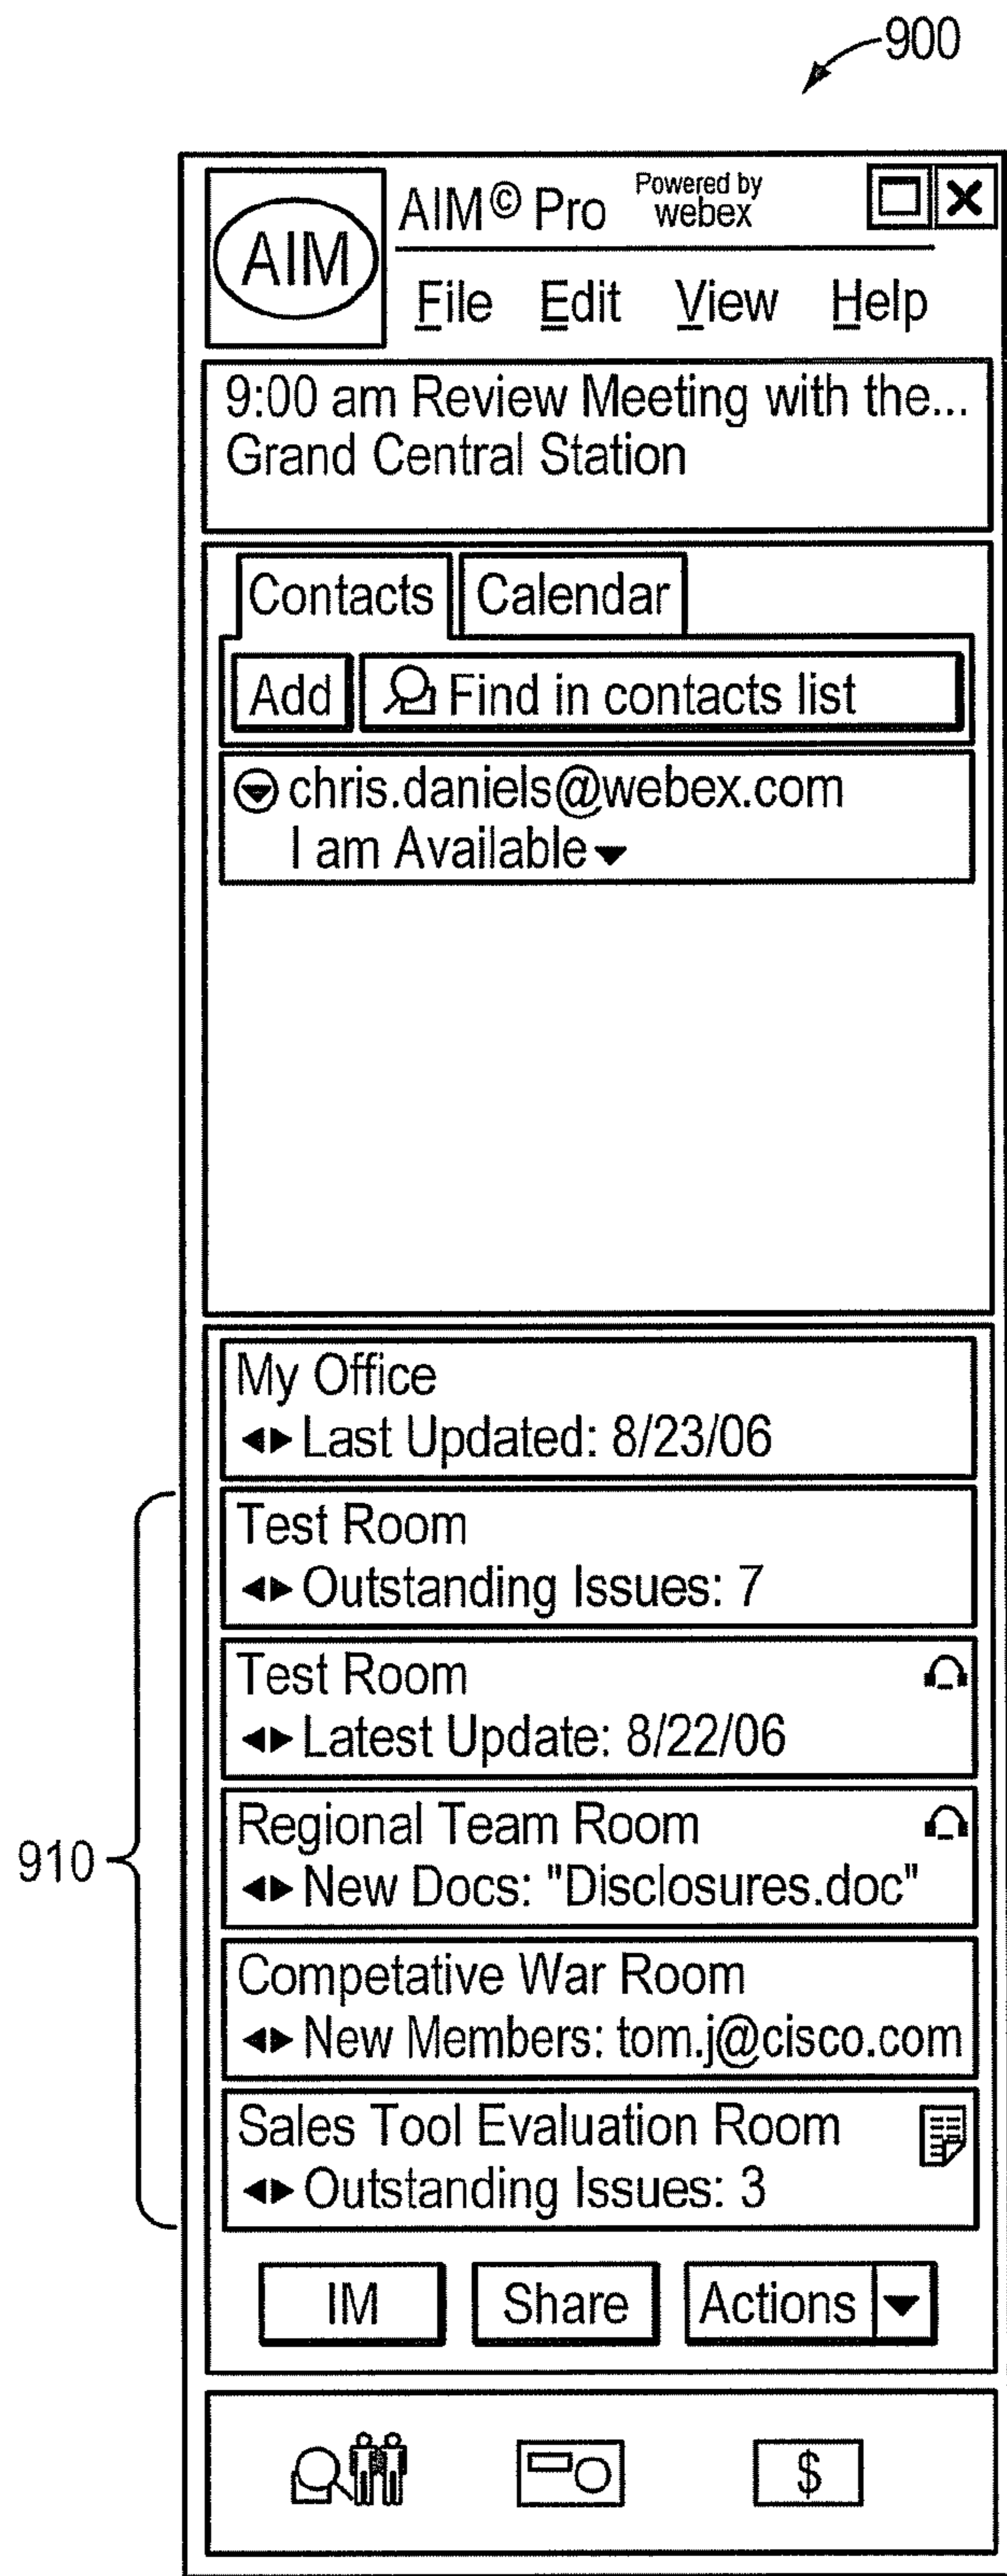 900
AIM
AIM© Pro
Powered by
webex
File Edit View Help
9:00 am Review Meeting with the...
Grand Central Station
Contacts Calendar
Add Find in contacts list
chris.daniels@webex.com
I am Available
My Office
Last Updated: 8/23/06
Test Room
Outstanding Issues: 7
Test Room
Latest Update: 8/22/06
Regional Team Room
New Docs: "Disclosures.doc"
910
Competative War Room
New Members: tom.j@cisco.com
Sales Tool Evaluation Room
Outstanding Issues: 3
IM Share Actions
$